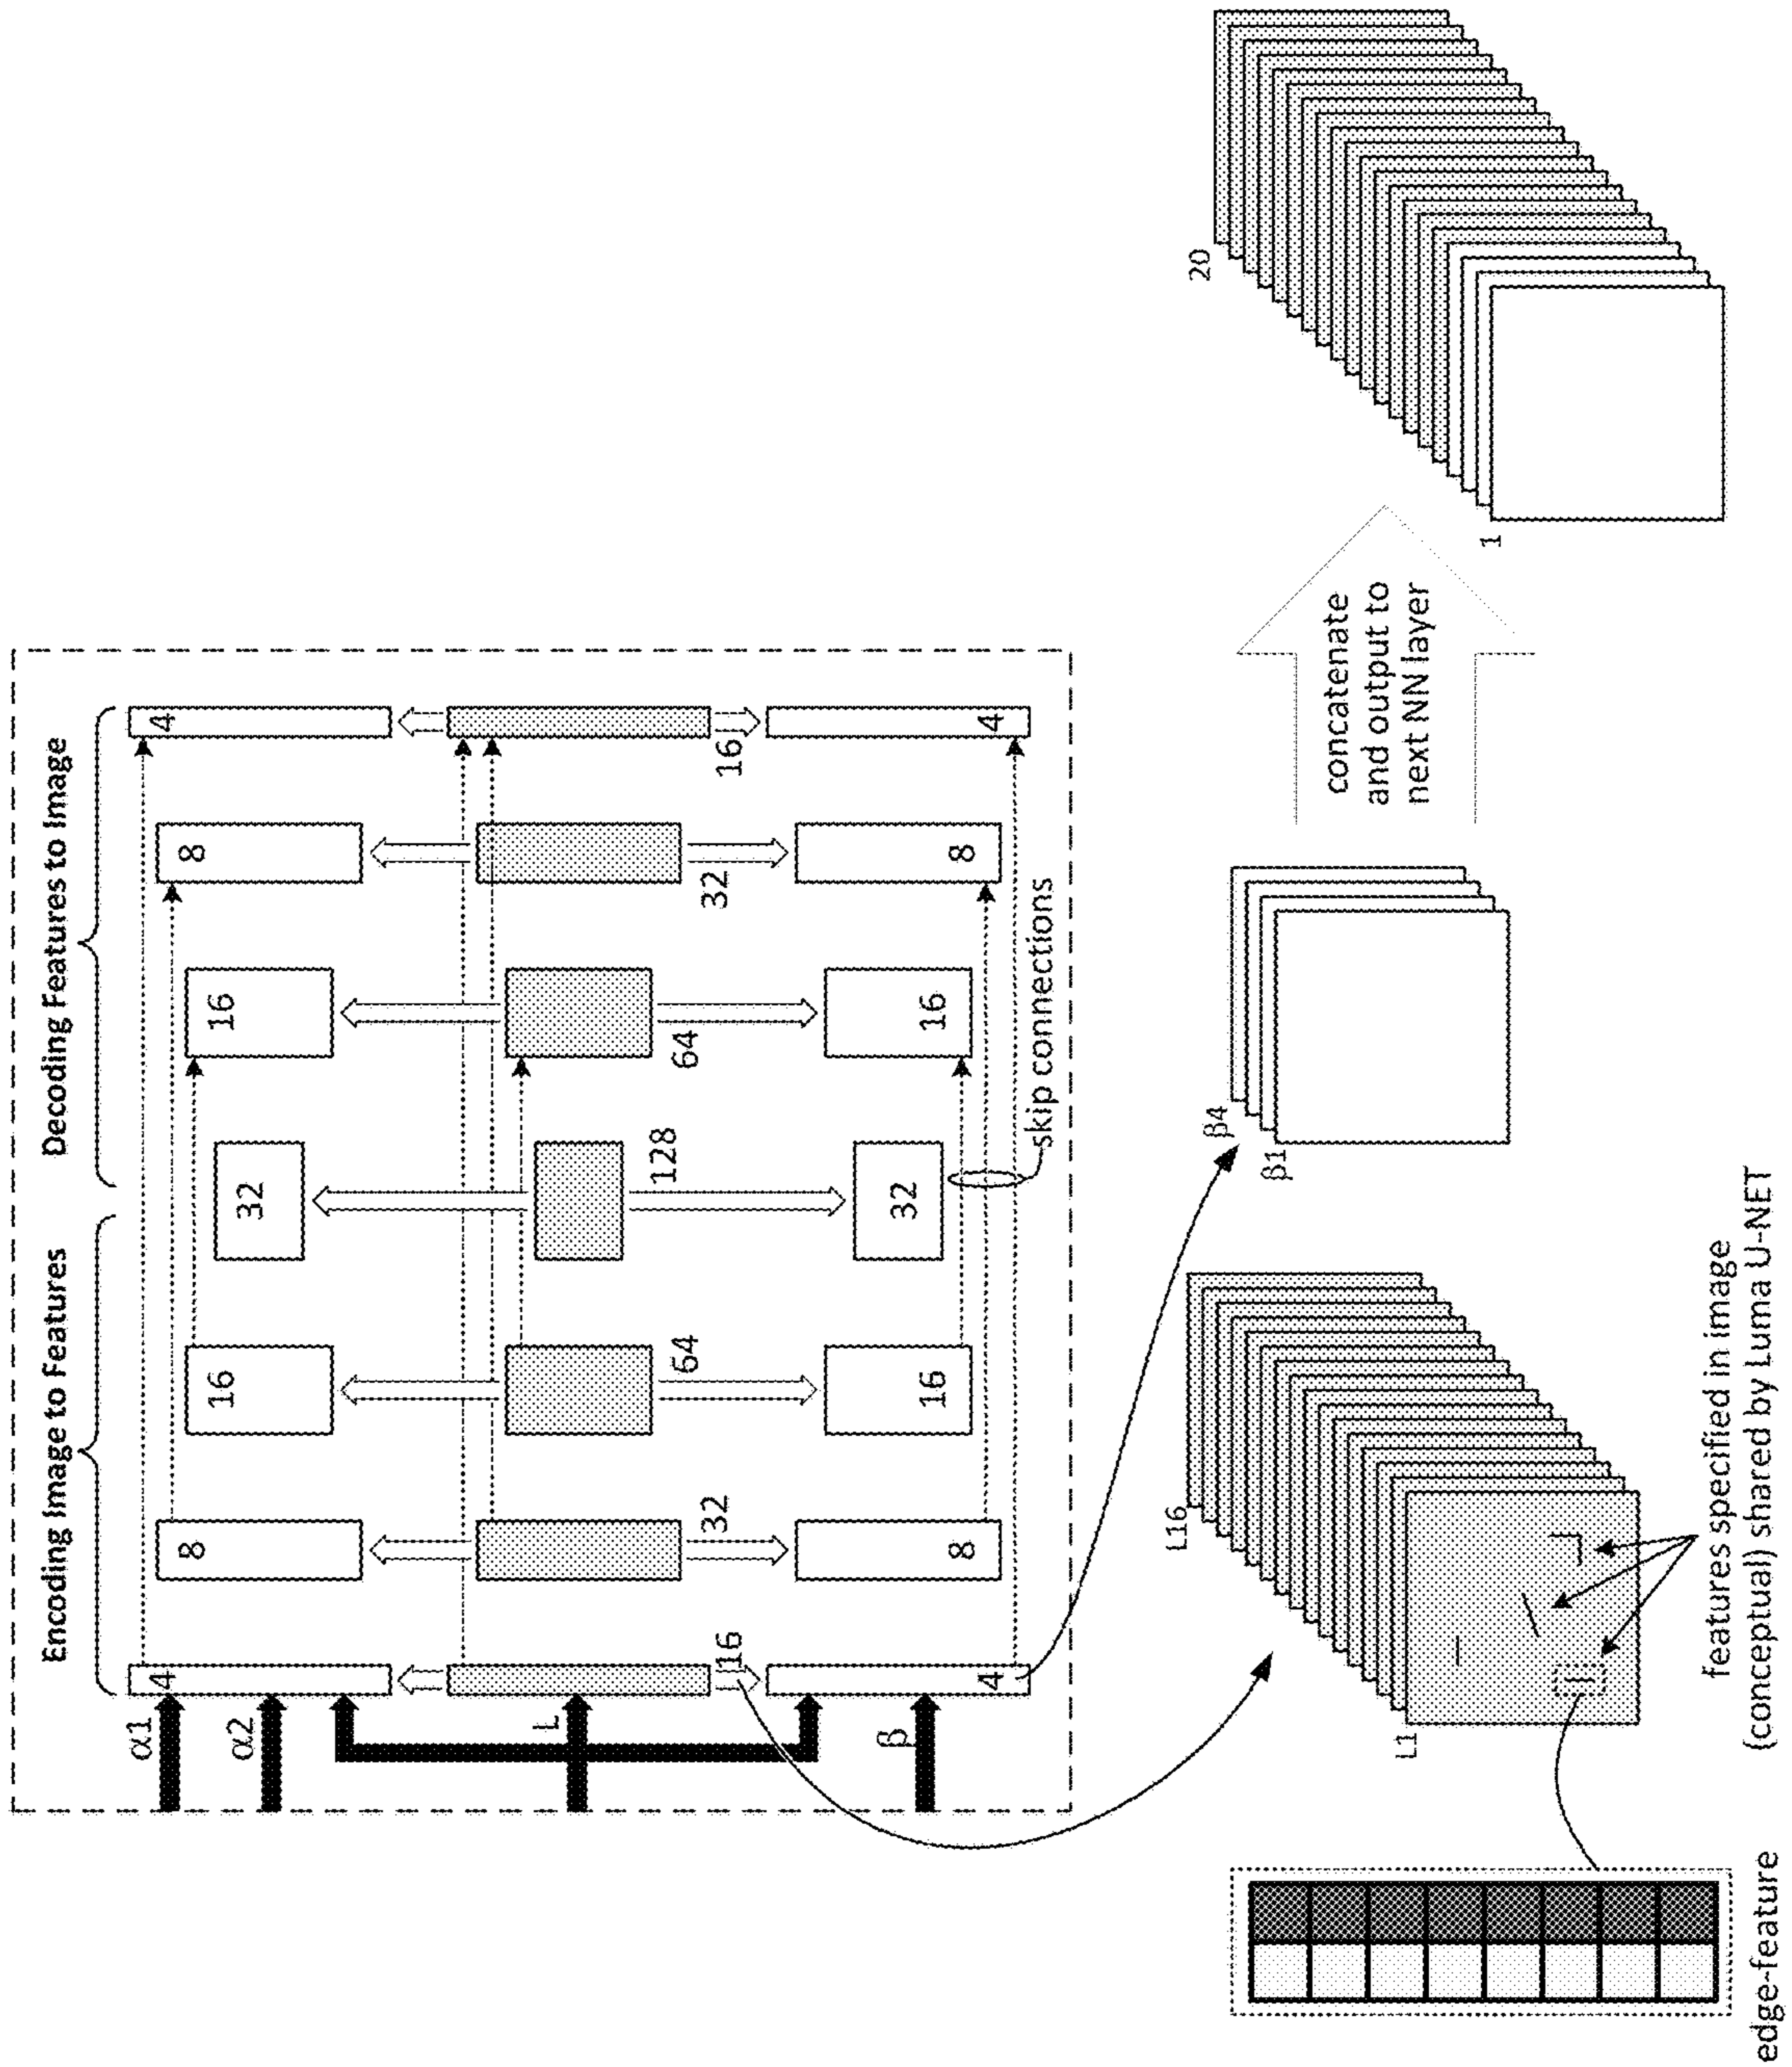 Encoding Image to Features
Decoding Features to Image
α1
α2
L
β
4
8
16
32
16
8
4
16
32
64
128
64
32
16
4
8
16
32
16
8
4
skip connections
L1
L16
β1
β4
concatenate
and output to
next NN layer
1
20
edge-feature
features specified in image
(conceptual) shared by Luma U-NET